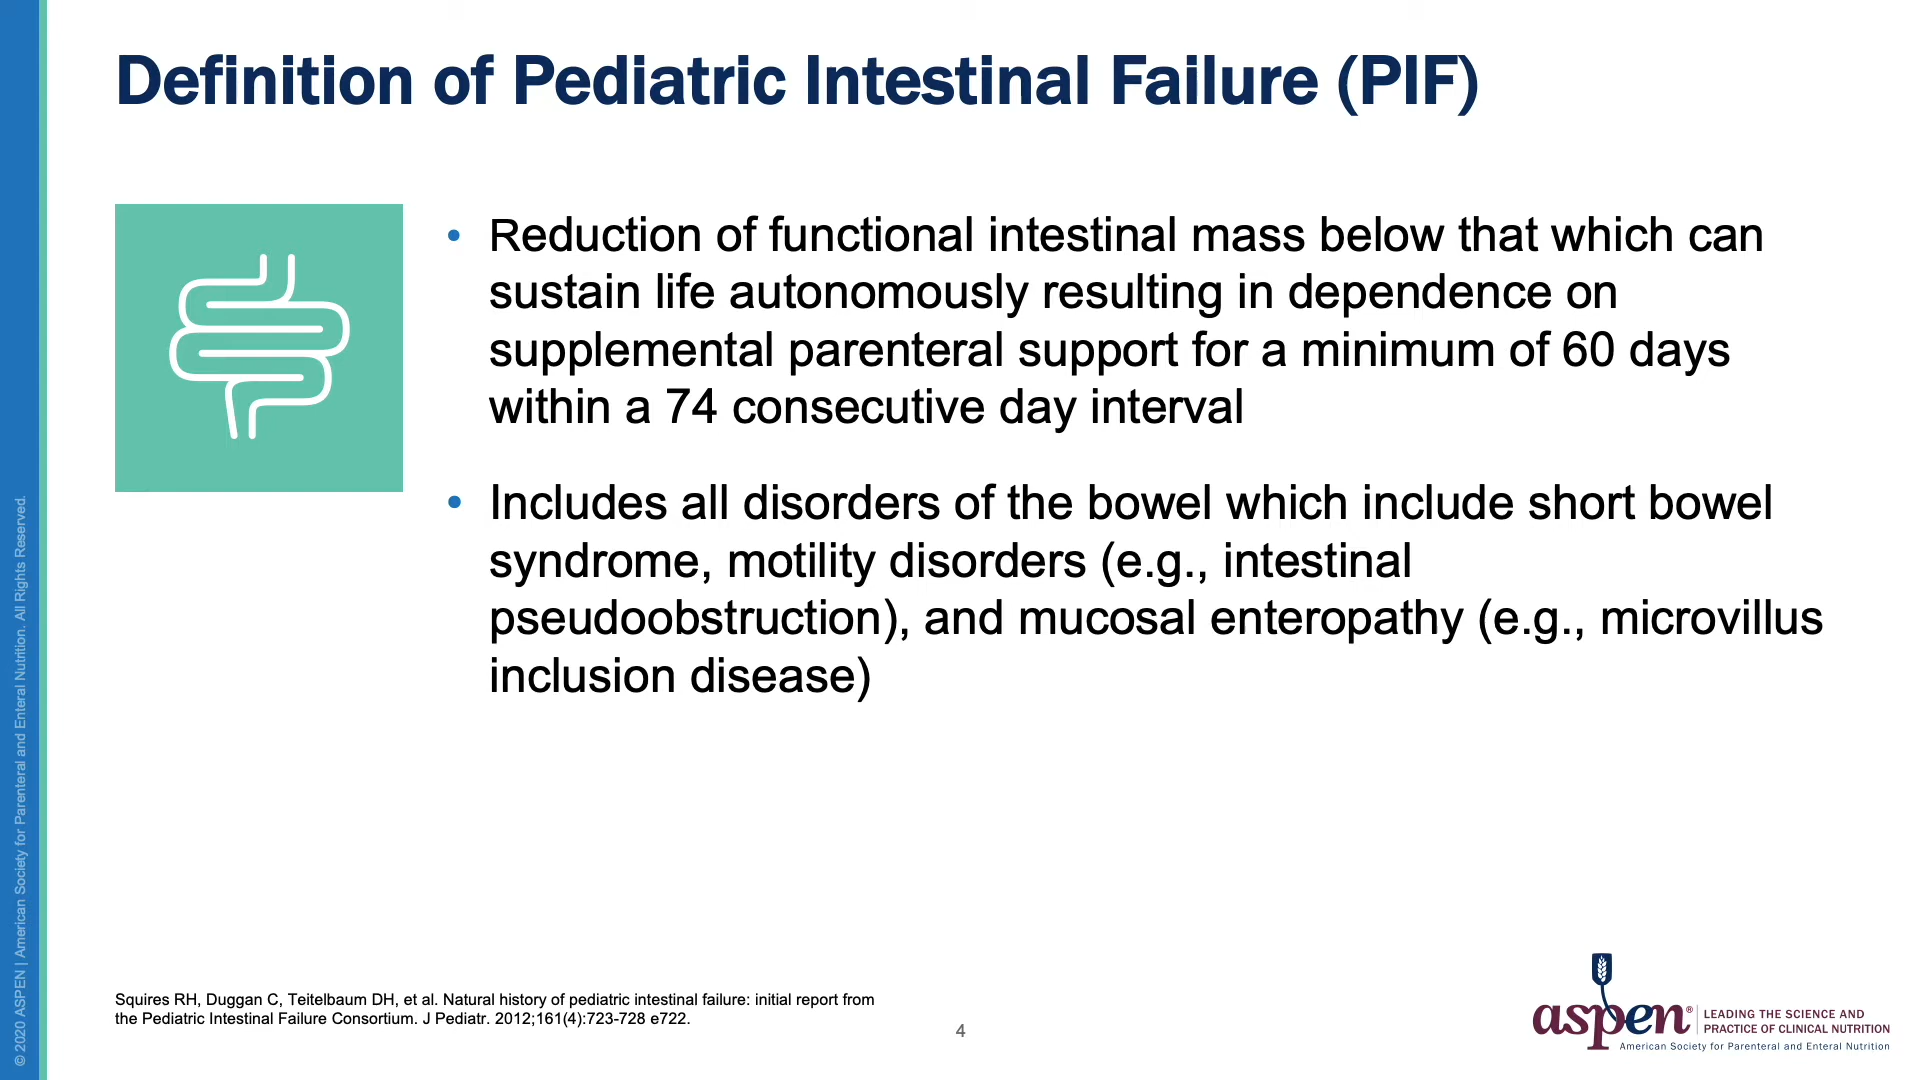 Definition of Pediatric Intestinal Failure (PIF)
• Reduction of functional intestinal mass below that which can
sustain life autonomously resulting in dependence on
supplemental parenteral support for a minimum of 60 days
within a 74 consecutive day interval
• Includes all disorders of the bowel which include short bowel
syndrome, motility disorders (e.g., intestinal
pseudoobstruction), and mucosal enteropathy (e.g., microvillus
inclusion disease)
© 2020 ASPEN | American Society for Parenteral and Enteral Nutrition. All Rights Reserved.
Squires RH, Duggan C, Teitelbaum DH, et al. Natural history of pediatric intestinal failure: initial report from
the Pediatric Intestinal Failure Consortium. J Pediatr. 2012;161(4):723-728 e722.
4
aspen®
LEADING THE SCIENCE AND
PRACTICE OF CLINICAL NUTRITION
American Society for Parenteral and Enteral Nutrition